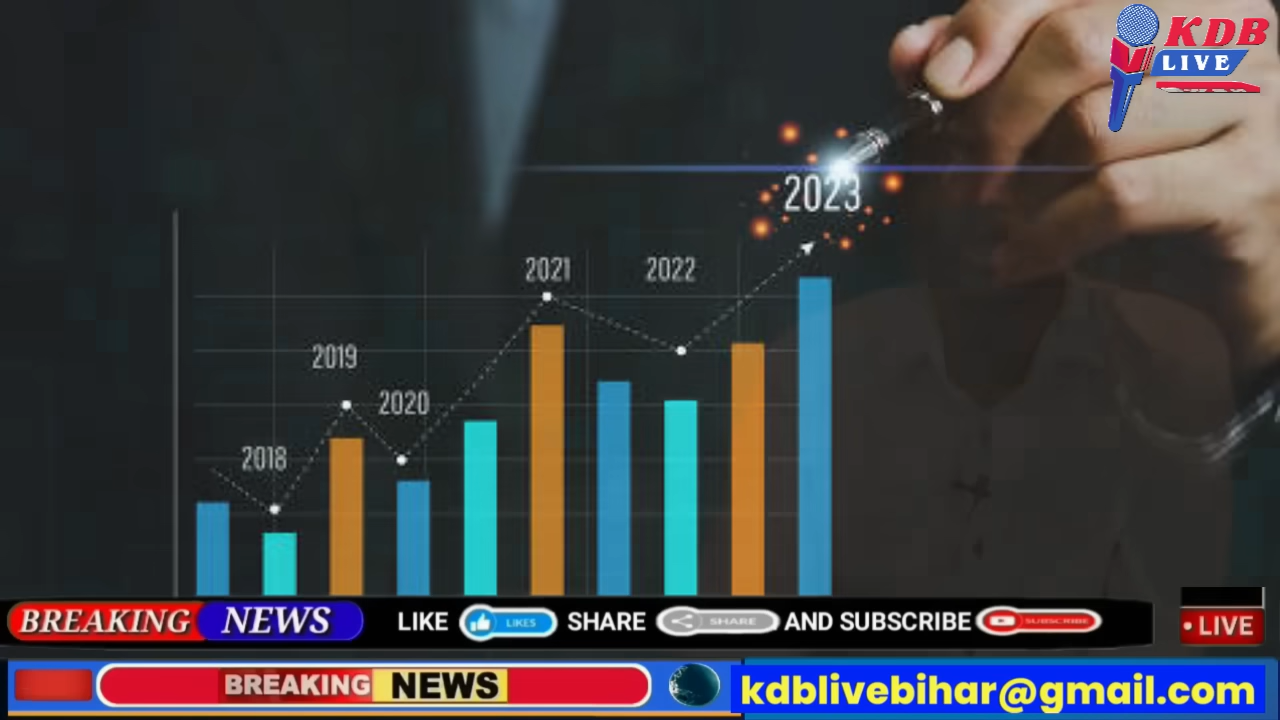 KDB
LIVE
2023
2021
2022
2019
2020
2018
BREAKING NEWS
LIKE
LIKES
SHARE
SHARE
AND SUBSCRIBE
SUBSCRIBE
LIVE
BREAKING NEWS
kdblivebihar@gmail.com